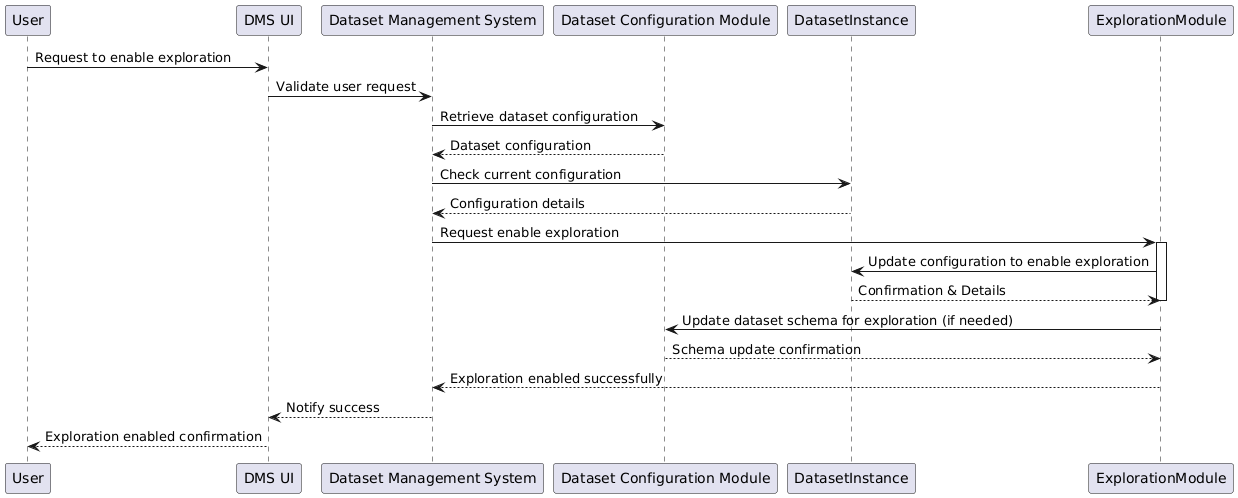 User
DMS UI
Dataset Management System
Dataset Configuration Module
DatasetInstance
ExplorationModule
Request to enable exploration
Validate user request
Retrieve dataset configuration
Dataset configuration
Check current configuration
Configuration details
Request enable exploration
Update configuration to enable exploration
Confirmation & Details
Update dataset schema for exploration (if needed)
Schema update confirmation
Exploration enabled successfully
Notify success
Exploration enabled confirmation
User
DMS UI
Dataset Management System
Dataset Configuration Module
DatasetInstance
ExplorationModule